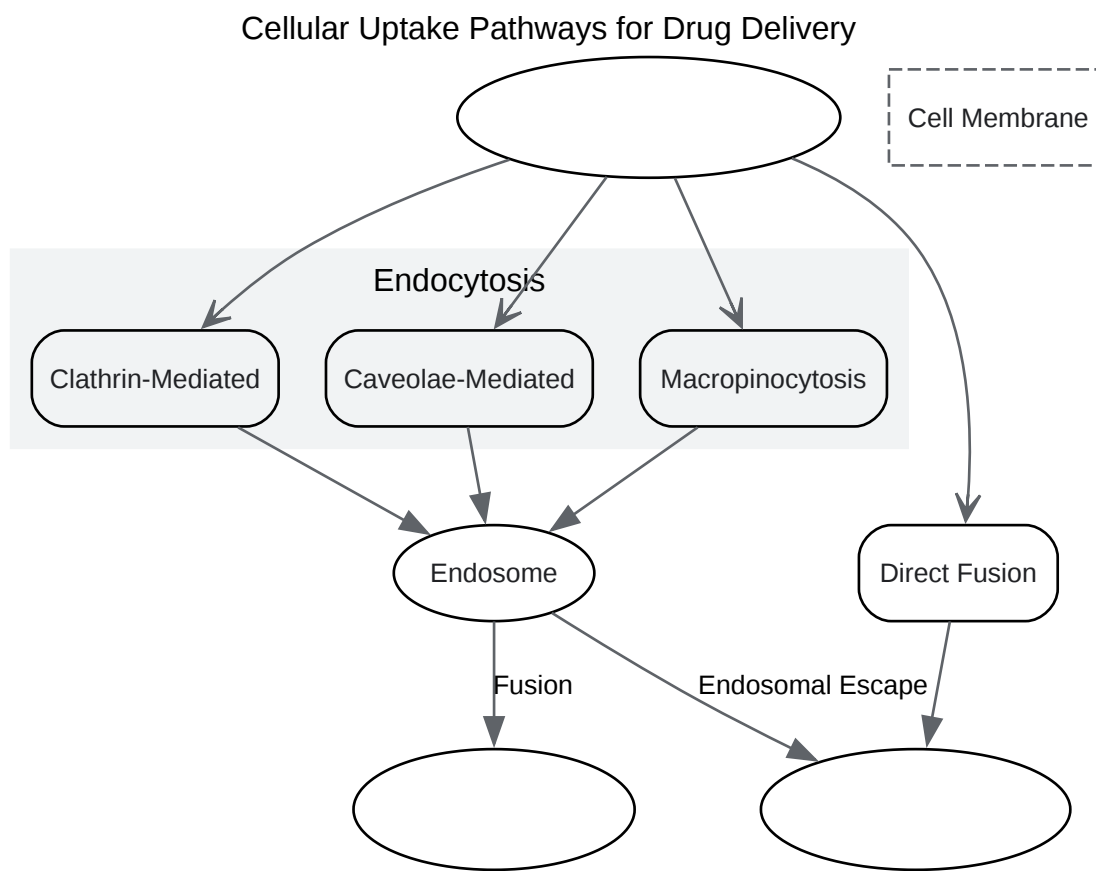 Cellular Uptake Pathways for Drug Delivery
Cell Membrane
Endocytosis
Clathrin-Mediated
Caveolae-Mediated
Macropinocytosis
Endosome
Direct Fusion
Fusion
Endosomal Escape